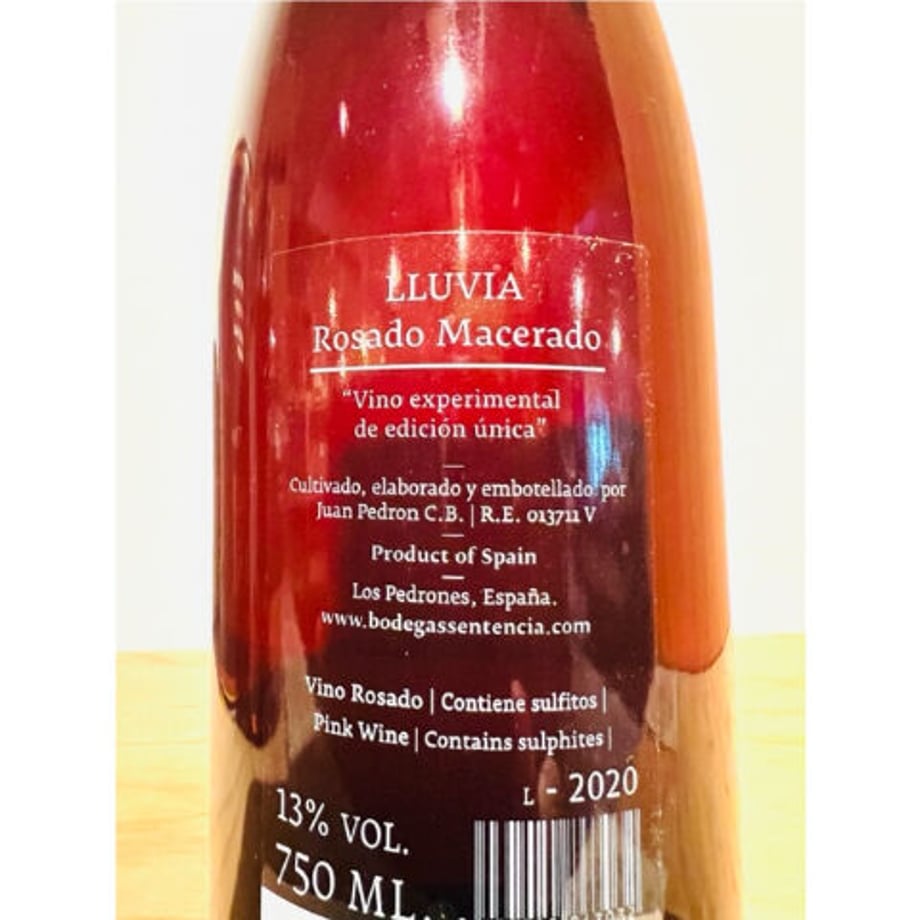 LLUVIA
Rosado Macerado
“Vino experimental
de edición única”
Cultivado, elaborado y embotellado por
Juan Pedron C.B. | R.E. 013711 V
Product of Spain
Los Pedrones, España.
www.bodegassentencia.com
Vino Rosado | Contiene sulfitos |
Pink Wine | Contains sulphites |
L - 2020
13% VOL.
750 ML.